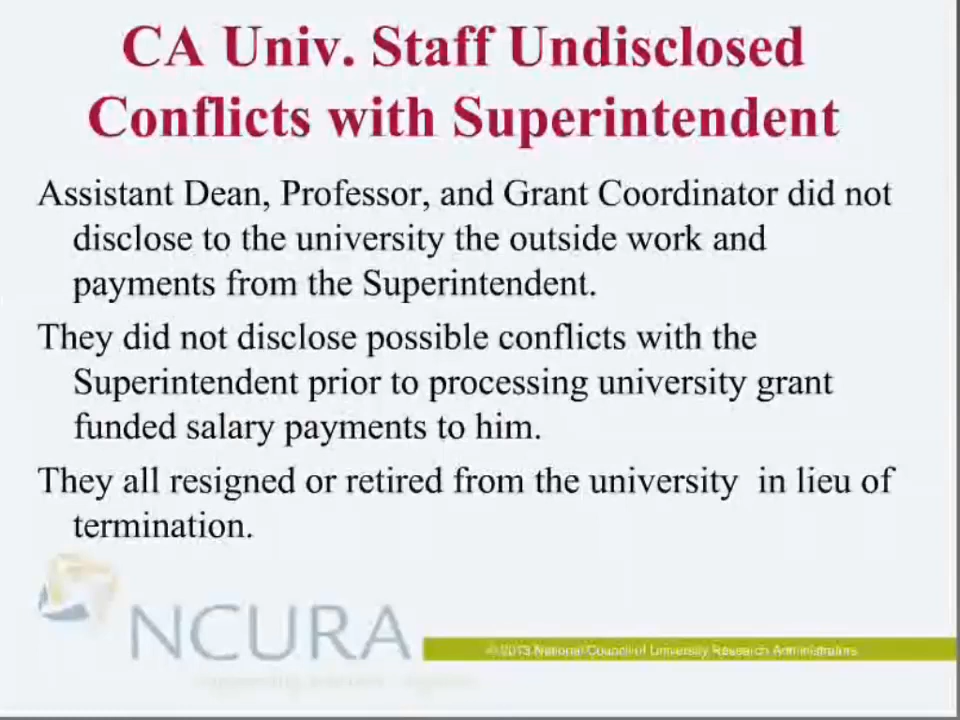 CA Univ. Staff Undisclosed
Conflicts with Superintendent
Assistant Dean, Professor, and Grant Coordinator did not
disclose to the university the outside work and
payments from the Superintendent.
They did not disclose possible conflicts with the
Superintendent prior to processing university grant
funded salary payments to him.
They all resigned or retired from the university in lieu of
termination.
NCURA
© 2013 National Council of University Research Administrators